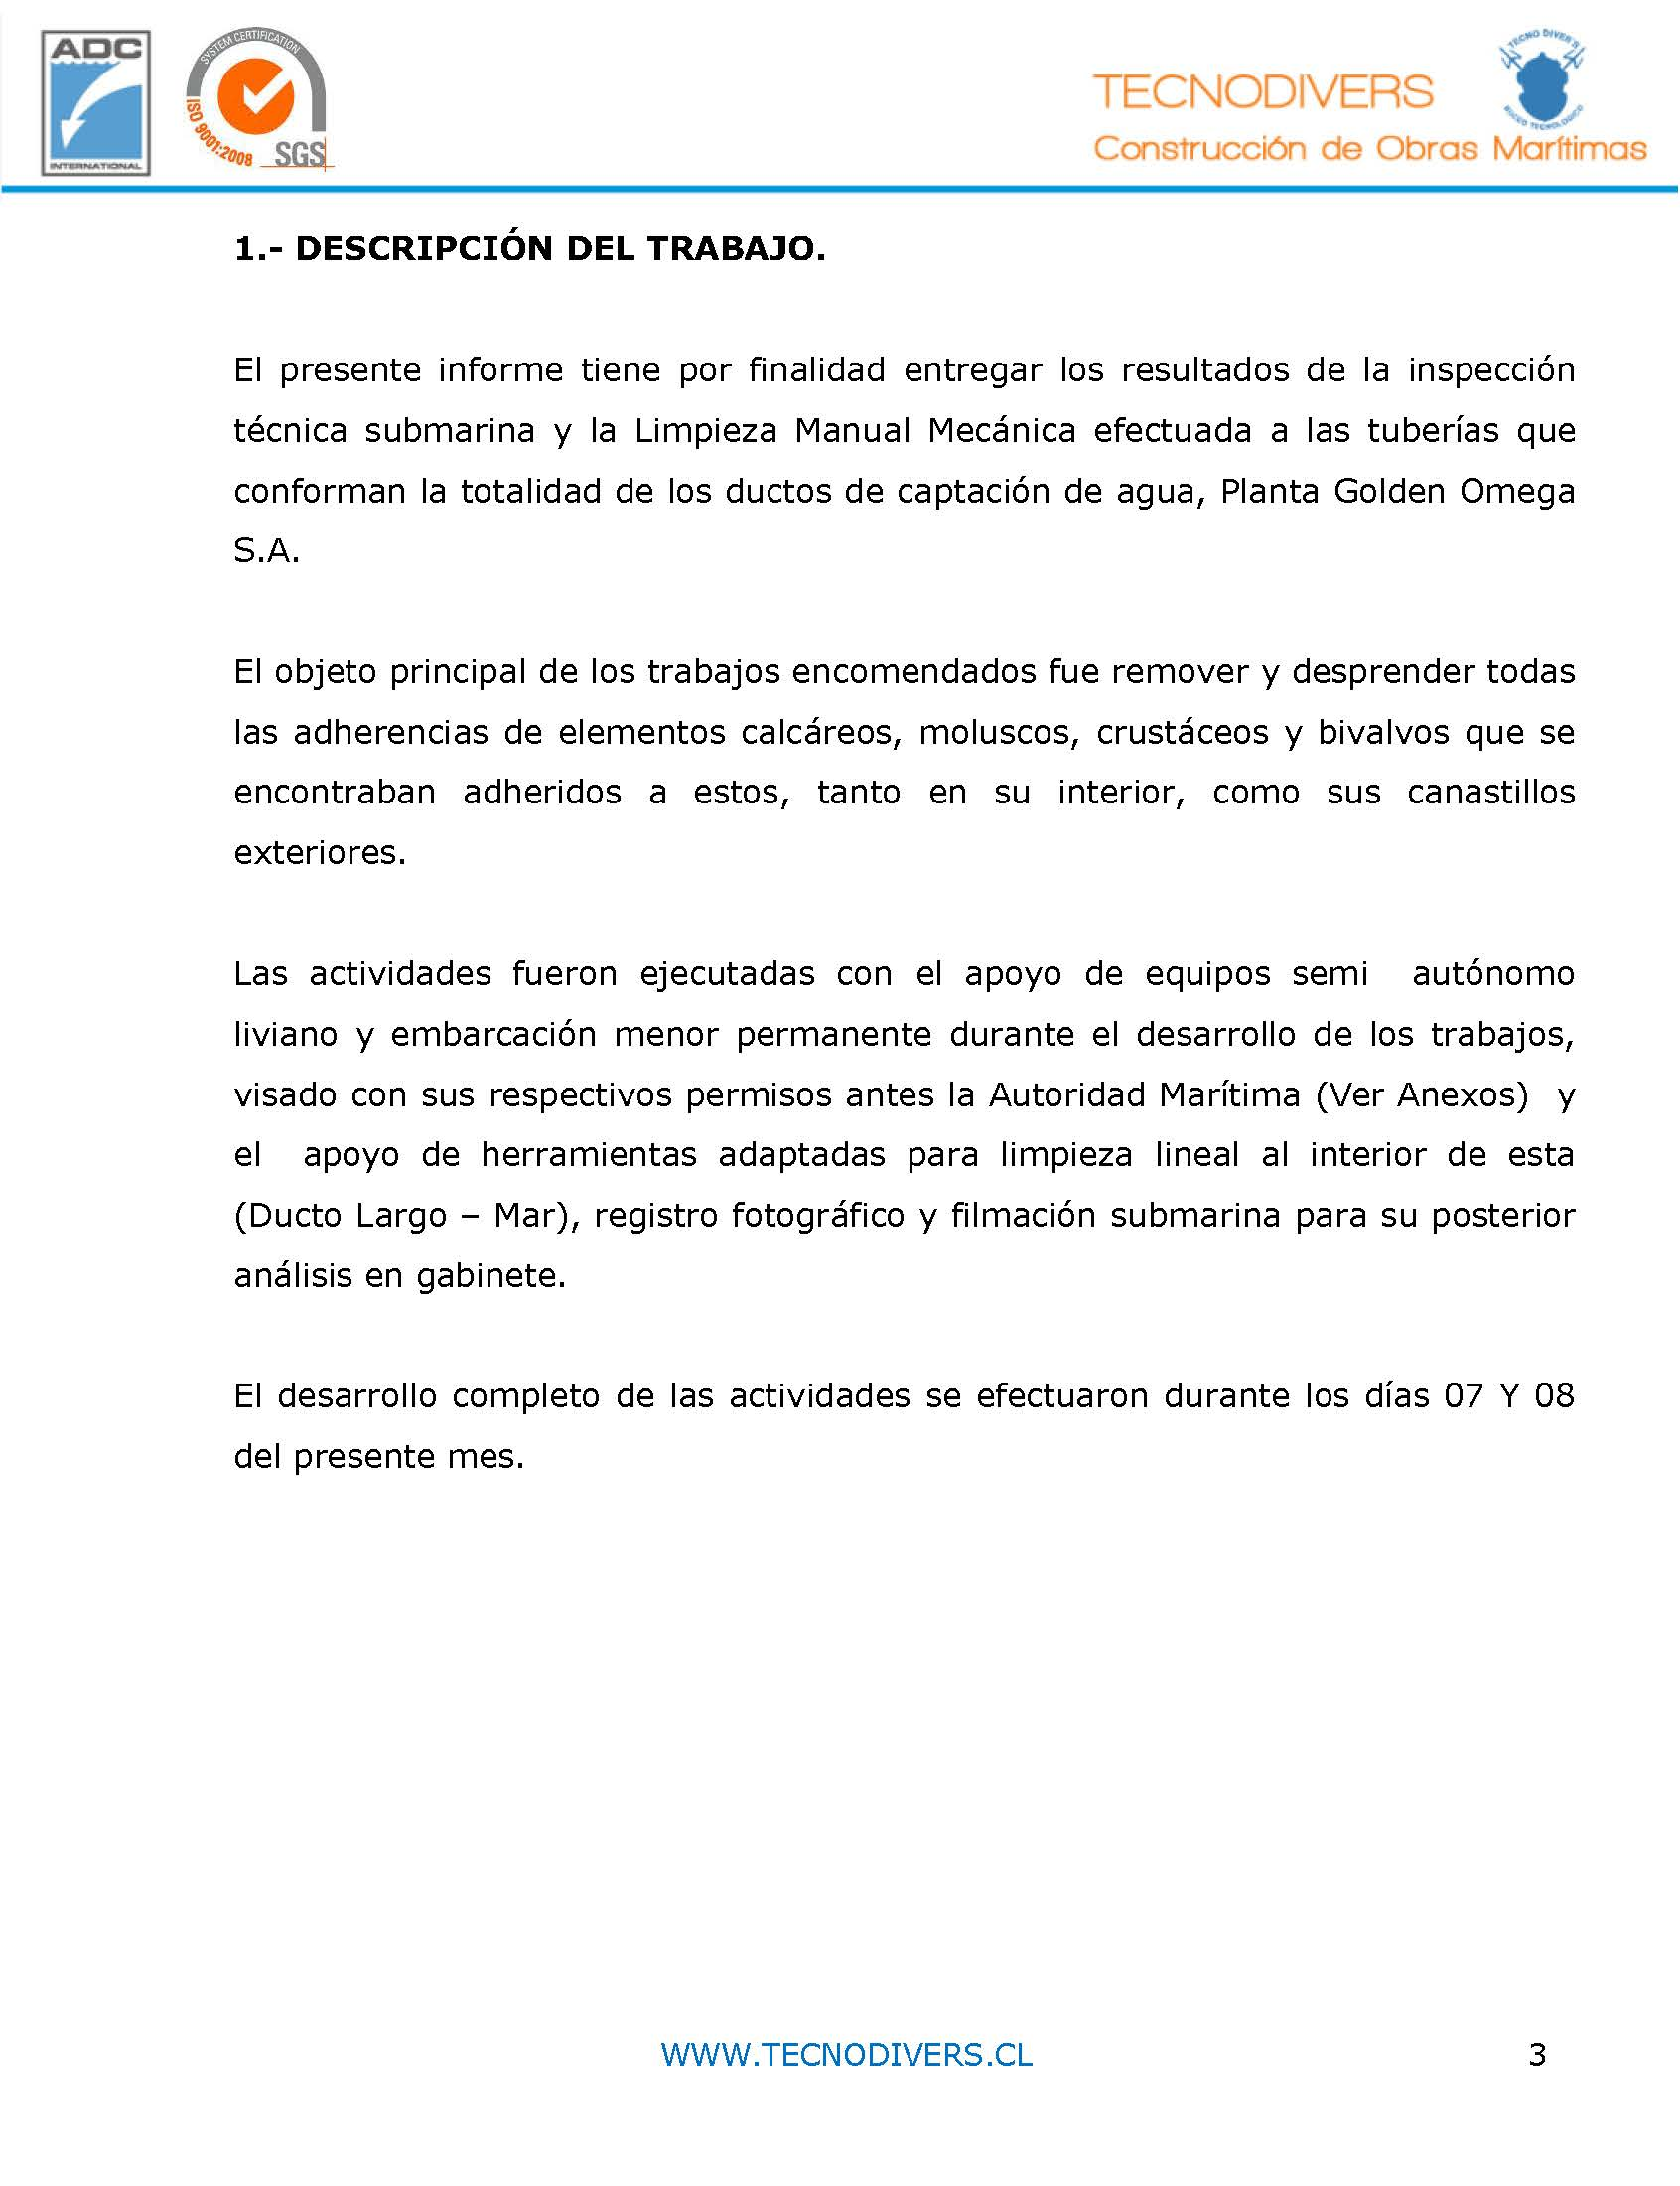 ADC
INTERNATIONAL
SYSTEM CERTIFICATION
ISO 9001:2008
SGS
TECNODIVERS
TECNO DIVER'S
BUCEO TECNOLOGICO
Construcción de Obras Marítimas
1.- DESCRIPCIÓN DEL TRABAJO.
El presente informe tiene por finalidad entregar los resultados de la inspección
técnica submarina y la Limpieza Manual Mecánica efectuada a las tuberías que
conforman la totalidad de los ductos de captación de agua, Planta Golden Omega
S.A.
El objeto principal de los trabajos encomendados fue remover y desprender todas
las adherencias de elementos calcáreos, moluscos, crustáceos y bivalvos que se
encontraban adheridos a estos, tanto en su interior, como sus canastillos
exteriores.
Las actividades fueron ejecutadas con el apoyo de equipos semi autónomo
liviano y embarcación menor permanente durante el desarrollo de los trabajos,
visado con sus respectivos permisos antes la Autoridad Marítima (Ver Anexos) y
el apoyo de herramientas adaptadas para limpieza lineal al interior de esta
(Ducto Largo – Mar), registro fotográfico y filmación submarina para su posterior
análisis en gabinete.
El desarrollo completo de las actividades se efectuaron durante los días 07 Y 08
del presente mes.
WWW.TECNODIVERS.CL
3